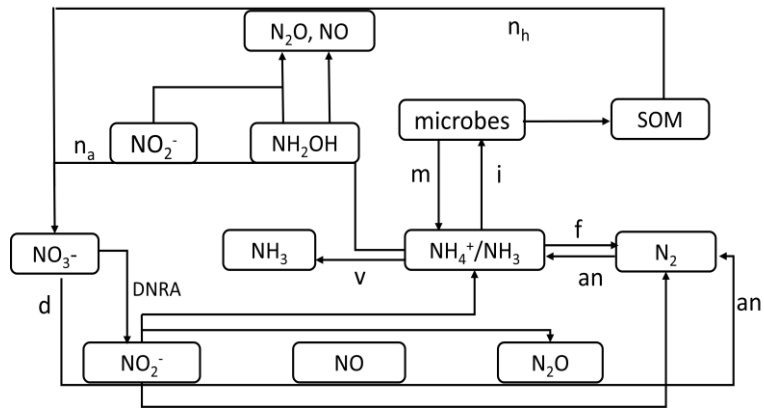 N₂O, NO
nₕ
microbes
SOM
NO₂⁻
NH₂OH
nₐ
m
i
NO₃-
NH₃
NH₄⁺/NH₃
f
N₂
v
an
d
DNRA
an
NO₂⁻
NO
N₂O